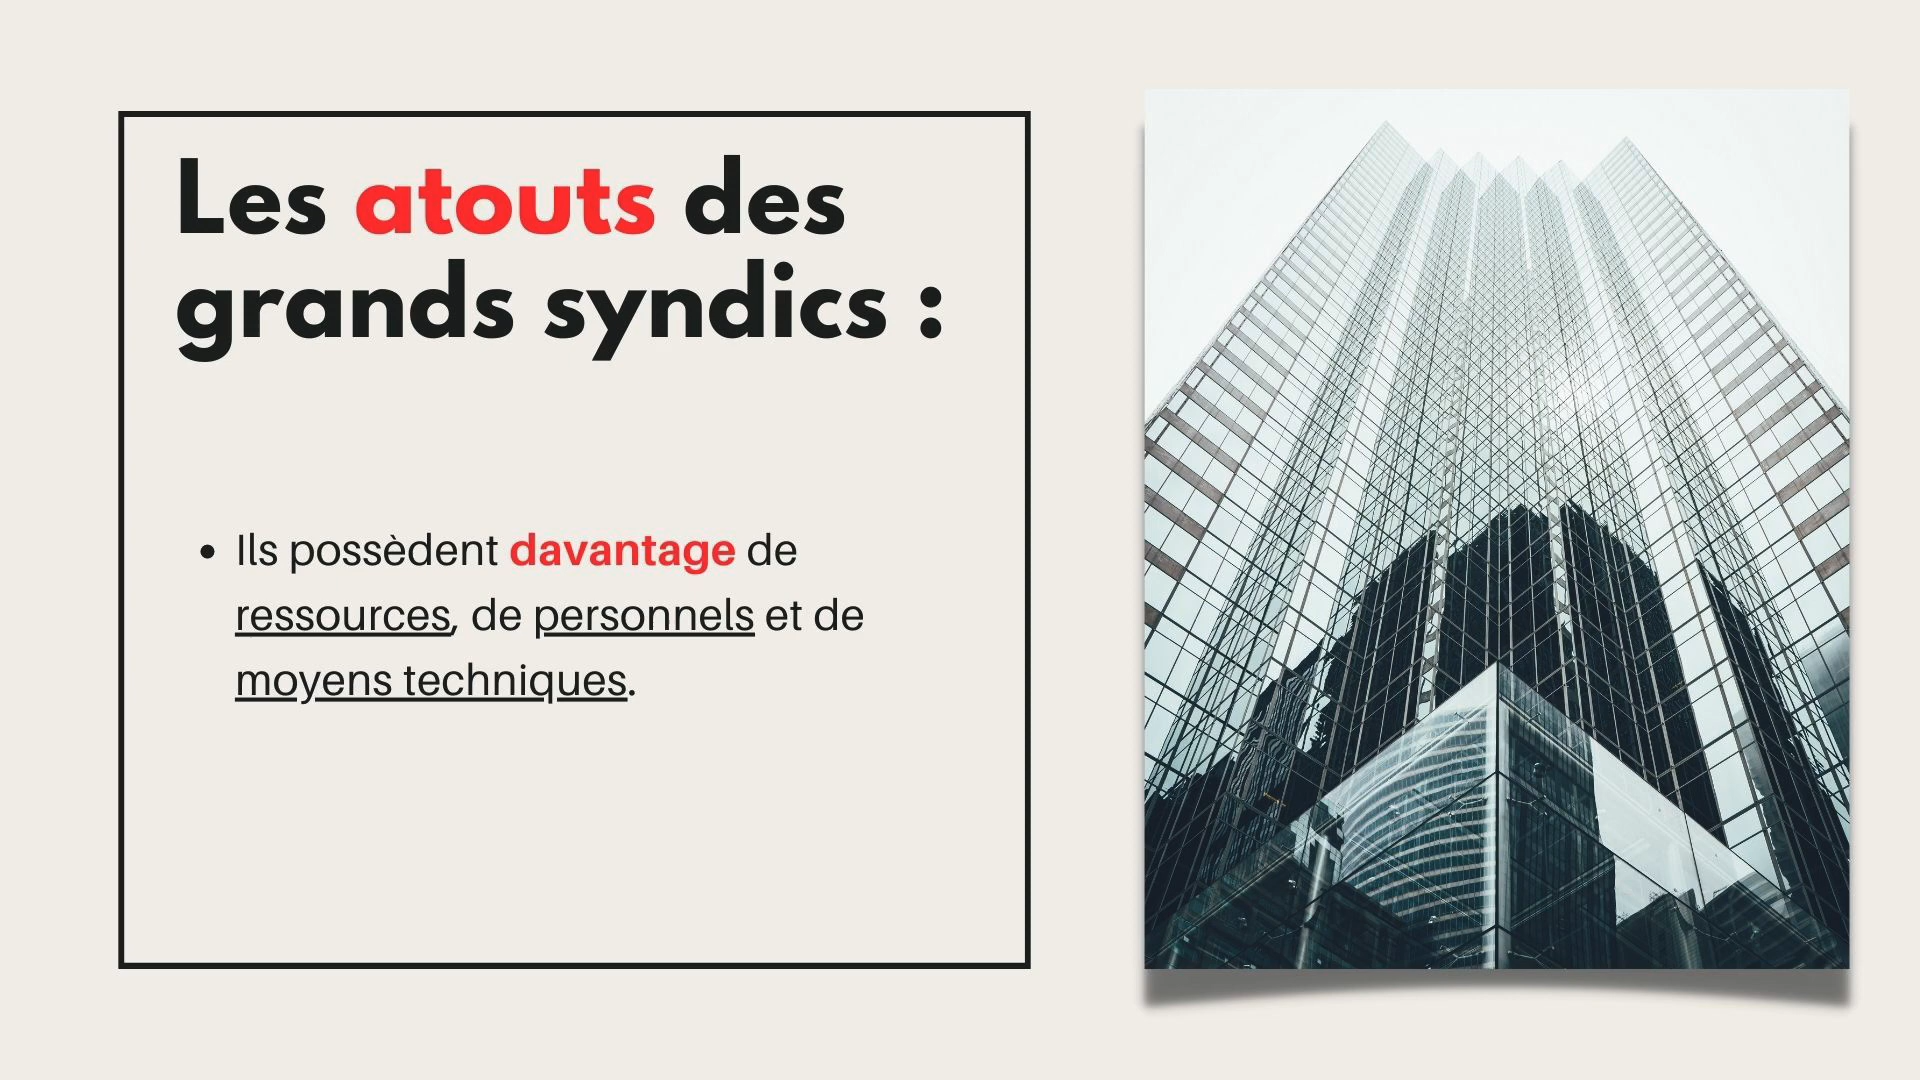 Les atouts des
grands syndics :
• Ils possèdent davantage de
ressources, de personnels et de
moyens techniques.